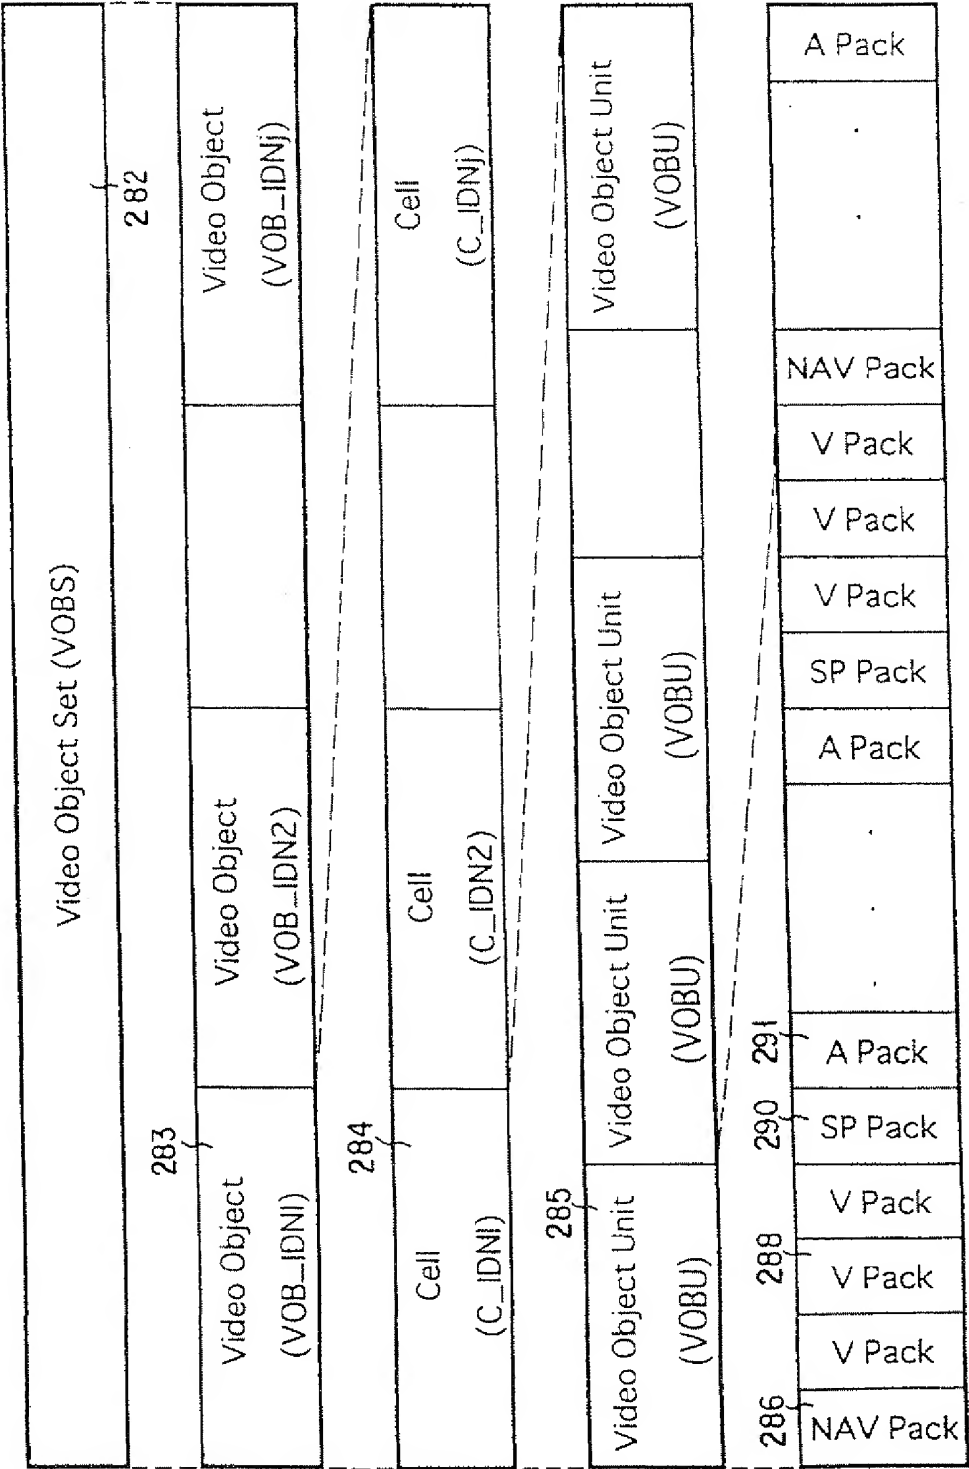 Video Object Set (VOBS)
282
283
Video Object
(VOB_IDN1)
Video Object
(VOB_IDN2)
Video Object
(VOB_IDNj)
284
Cell
(C_IDN1)
Cell
(C_IDN2)
Cell
(C_IDNj)
285
Video Object Unit
(VOBU)
Video Object Unit
(VOBU)
Video Object Unit
(VOBU)
Video Object Unit
(VOBU)
286
288
290
291
NAV Pack
V Pack
V Pack
V Pack
SP Pack
A Pack
. . .
A Pack
SP Pack
V Pack
V Pack
V Pack
NAV Pack
. . .
A Pack